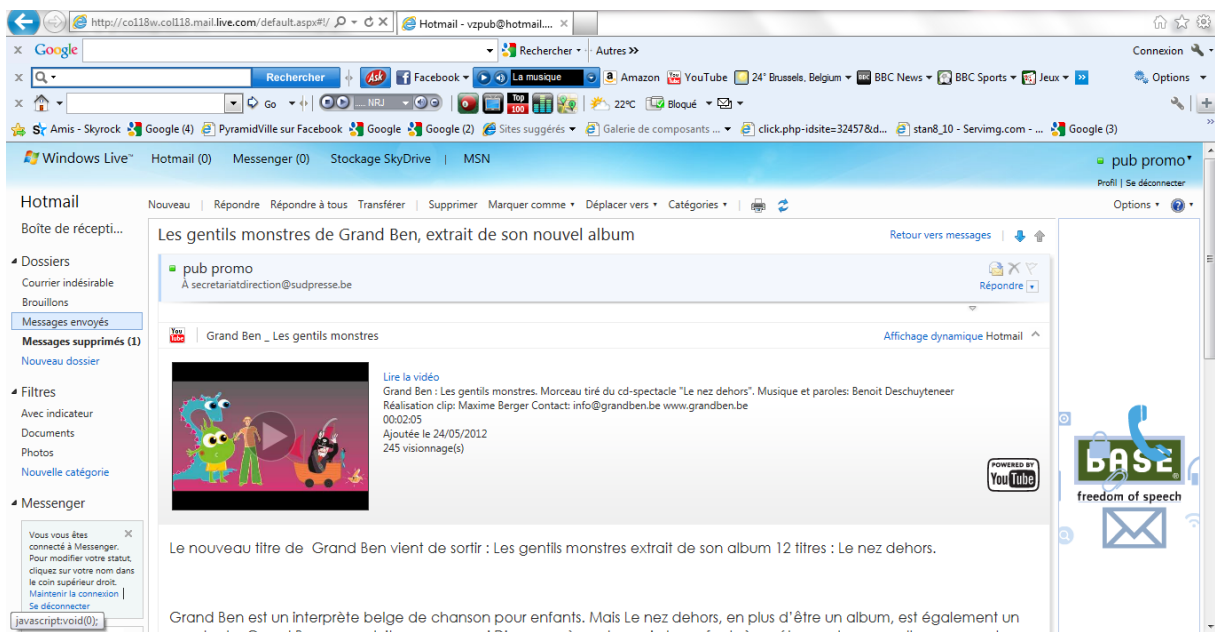 http://co118w.col118.mail.live.com/default.aspx#!/
Hotmail - vzpub@hotmail....
Google
Rechercher
Autres >>
Connexion
Rechercher
Ask
Facebook
La musique
Amazon
YouTube
24° Brussels, Belgium
BBC News
BBC Sports
Jeux
Options
Go
.... NRJ
Top 100
22°C
Bloqué
Amis - Skyrock
Google (4)
PyramidVille sur Facebook
Google
Google (2)
Sites suggérés
Galerie de composants ...
click.php-idsite=32457&d...
stan8_10 - Servimg.com - ...
Google (3)
Windows Live™
Hotmail (0)
Messenger (0)
Stockage SkyDrive
MSN
pub promo
Profil | Se déconnecter
Hotmail
Nouveau | Répondre Répondre à tous Transférer | Supprimer Marquer comme Déplacer vers Catégories
Options
Boîte de récepti...
Dossiers
Courrier indésirable
Brouillons
Messages envoyés
Messages supprimés (1)
Nouveau dossier
Filtres
Avec indicateur
Documents
Photos
Nouvelle catégorie
Messenger
Vous vous êtes
connecté à Messenger.
Pour modifier votre statut,
cliquez sur votre nom dans
le coin supérieur droit.
Maintenir la connexion |
Se déconnecter
javascript:void(0);
Les gentils monstres de Grand Ben, extrait de son nouvel album
Retour vers messages
pub promo
À secretariatdirection@sudpresse.be
Répondre
You Tube
Grand Ben _ Les gentils monstres
Affichage dynamique Hotmail
Lire la vidéo
Grand Ben : Les gentils monstres. Morceau tiré du cd-spectacle "Le nez dehors". Musique et paroles: Benoit Deschuyteneer
Réalisation clip: Maxime Berger Contact: info@grandben.be www.grandben.be
00:02:05
Ajoutée le 24/05/2012
245 visionnage(s)
POWERED BY
YouTube
Le nouveau titre de Grand Ben vient de sortir : Les gentils monstres extrait de son album 12 titres : Le nez dehors.
Grand Ben est un interprète belge de chanson pour enfants. Mais Le nez dehors, en plus d'être un album, est également un
BASE
freedom of speech